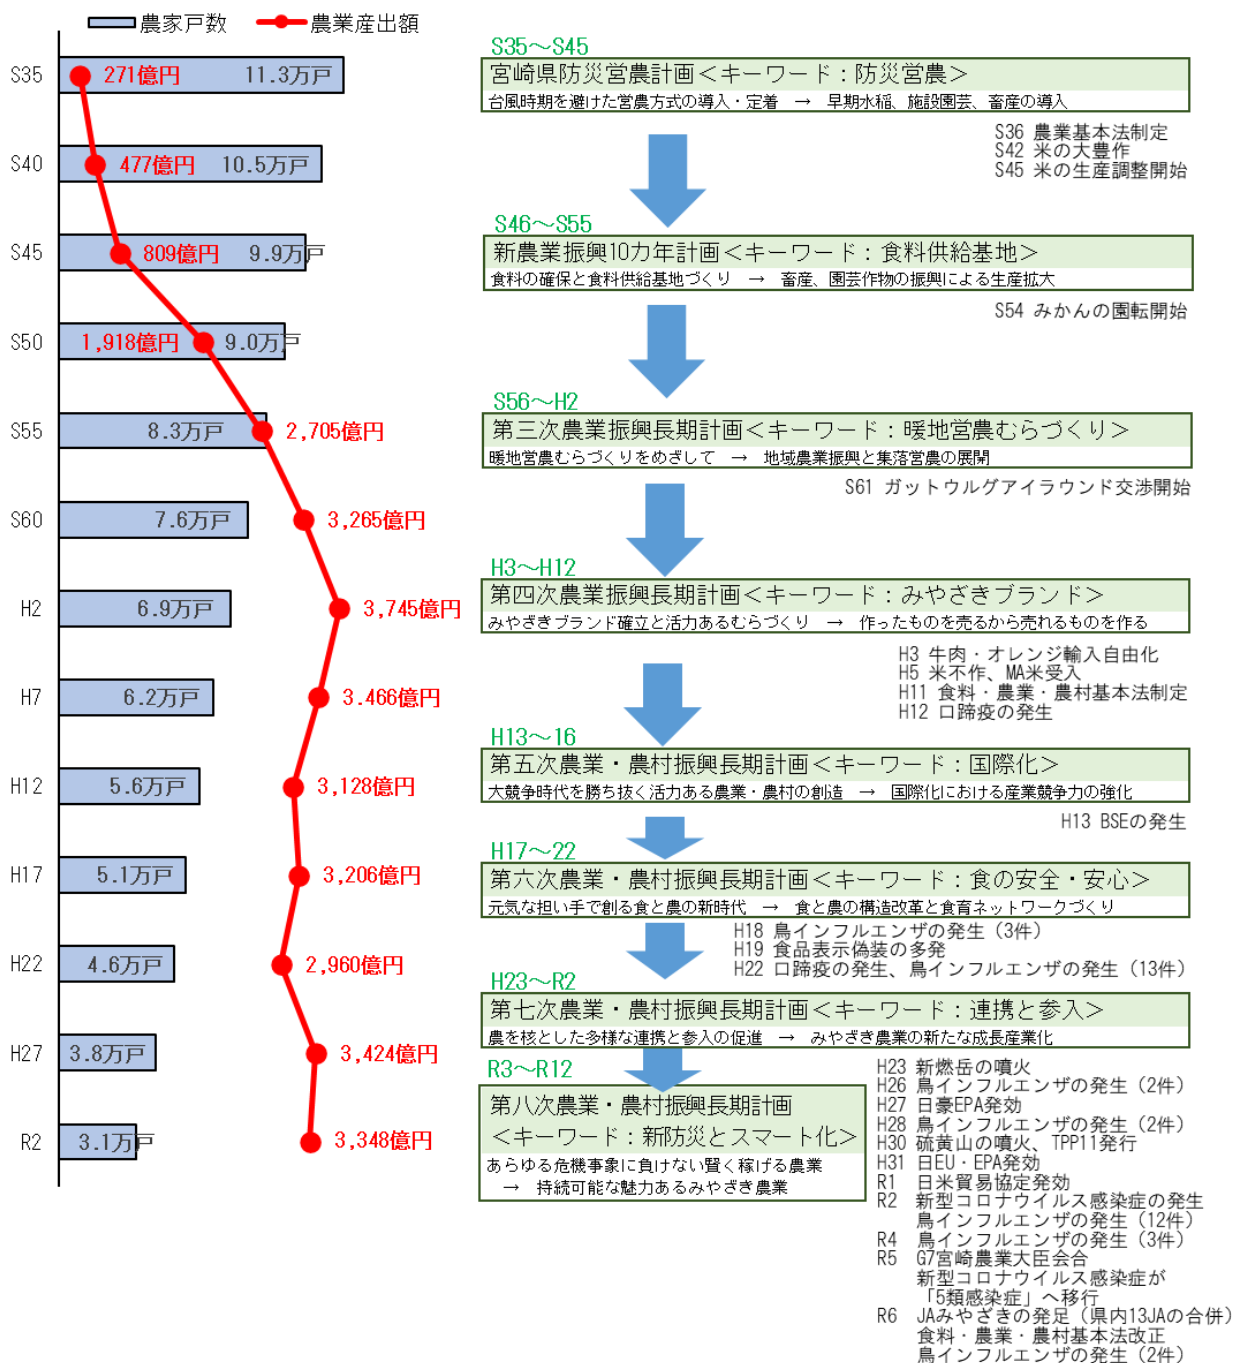 農家戸数
農業産出額
S35
271億円
11.3万戸
S40
477億円
10.5万戸
S45
809億円
9.9万戸
S50
1,918億円
9.0万戸
S55
8.3万戸
2,705億円
S60
7.6万戸
3,265億円
H2
6.9万戸
3,745億円
H7
6.2万戸
3.466億円
H12
5.6万戸
3,128億円
H17
5.1万戸
3,206億円
H22
4.6万戸
2,960億円
H27
3.8万戸
3,424億円
R2
3.1万戸
3,348億円
S35～S45
宮崎県防災営農計画＜キーワード：防災営農＞
台風時期を避けた営農方式の導入・定着 → 早期水稲、施設園芸、畜産の導入
S36 農業基本法制定
S42 米の大豊作
S45 米の生産調整開始
S46～S55
新農業振興10カ年計画＜キーワード：食料供給基地＞
食料の確保と食料供給基地づくり → 畜産、園芸作物の振興による生産拡大
S54 みかんの園転開始
S56～H2
第三次農業振興長期計画＜キーワード：暖地営農むらづくり＞
暖地営農むらづくりをめざして → 地域農業振興と集落営農の展開
S61 ガットウルグアイラウンド交渉開始
H3～H12
第四次農業振興長期計画＜キーワード：みやざきブランド＞
みやざきブランド確立と活力あるむらづくり → 作ったものを売るから売れるものを作る
H3 牛肉・オレンジ輸入自由化
H5 米不作、MA米受入
H11 食料・農業・農村基本法制定
H12 口蹄疫の発生
H13～16
第五次農業・農村振興長期計画＜キーワード：国際化＞
大競争時代を勝ち抜く活力ある農業・農村の創造 → 国際化における産業競争力の強化
H13 BSEの発生
H17～22
第六次農業・農村振興長期計画＜キーワード：食の安全・安心＞
元気な担い手で創る食と農の新時代 → 食と農の構造改革と食育ネットワークづくり
H18 鳥インフルエンザの発生（3件）
H19 食品表示偽装の多発
H22 口蹄疫の発生、鳥インフルエンザの発生（13件）
H23～R2
第七次農業・農村振興長期計画＜キーワード：連携と参入＞
農を核とした多様な連携と参入の促進 → みやざき農業の新たな成長産業化
R3～R12
第八次農業・農村振興長期計画
＜キーワード：新防災とスマート化＞
あらゆる危機事象に負けない賢く稼げる農業
→ 持続可能な魅力あるみやざき農業
H23 新燃岳の噴火
H26 鳥インフルエンザの発生（2件）
H27 日豪EPA発効
H28 鳥インフルエンザの発生（2件）
H30 硫黄山の噴火、TPP11発行
H31 日EU・EPA発効
R1 日米貿易協定発効
R2 新型コロナウイルス感染症の発生
鳥インフルエンザの発生（12件）
R4 鳥インフルエンザの発生（3件）
R5 G7宮崎農業大臣会合
新型コロナウイルス感染症が
「5類感染症」へ移行
R6 JAみやざきの発足（県内13JAの合併）
食料・農業・農村基本法改正
鳥インフルエンザの発生（2件）